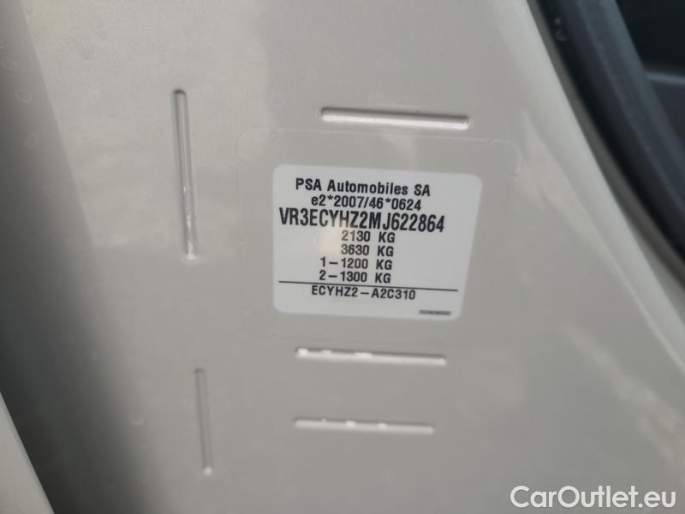 PSA Automobiles SA
e2*2007/46*0624
VR3ECYHZ2MJ622864
2130 KG
3630 KG
1-1200 KG
2-1300 KG
ECYHZ2-A2C310
CarOutlet.eu